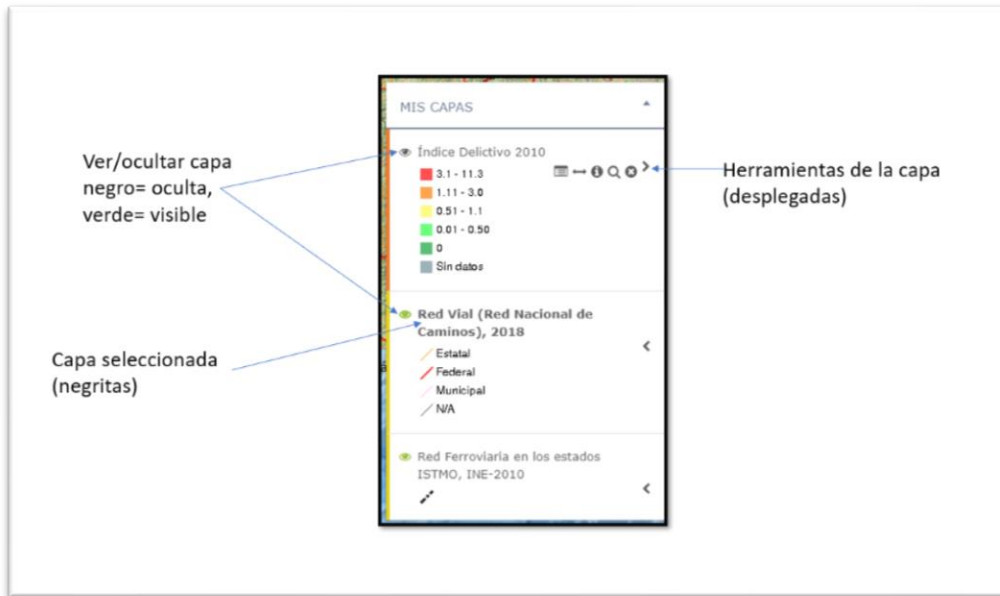 MIS CAPAS
Índice Delictivo 2010
3.1 - 11.3
1.11 - 3.0
0.51 - 1.1
0.01 - 0.50
0
Sin datos
Ver/ocultar capa
negro= oculta,
verde= visible
Herramientas de la capa
(desplegadas)
Red Vial (Red Nacional de
Caminos), 2018
Estatal
Federal
Municipal
N/A
Capa seleccionada
(negritas)
Red Ferroviaria en los estados
ISTMO, INE-2010